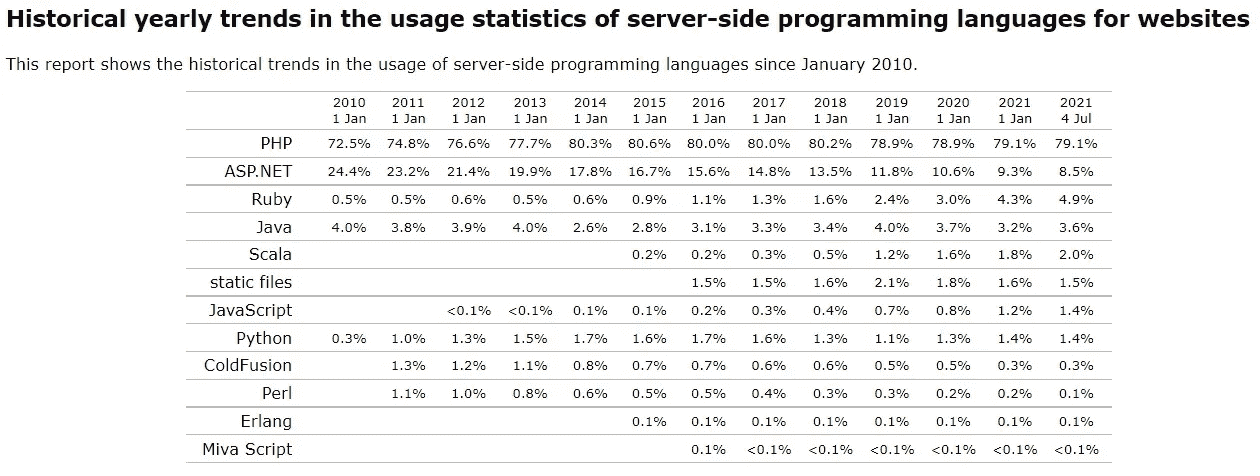 Historical yearly trends in the usage statistics of server-side programming languages for websites
This report shows the historical trends in the usage of server-side programming languages since January 2010.
2010 2011 2012 2013 2014 2015 2016 2017 2018 2019 2020 2021 2021
1 Jan 1 Jan 1 Jan 1 Jan 1 Jan 1 Jan 1 Jan 1 Jan 1 Jan 1 Jan 1 Jan 1 Jan 4 Jul
PHP 72.5% 74.8% 76.6% 77.7% 80.3% 80.6% 80.0% 80.0% 80.2% 78.9% 78.9% 79.1% 79.1%
ASP.NET 24.4% 23.2% 21.4% 19.9% 17.8% 16.7% 15.6% 14.8% 13.5% 11.8% 10.6% 9.3% 8.5%
Ruby 0.5% 0.5% 0.6% 0.5% 0.6% 0.9% 1.1% 1.3% 1.6% 2.4% 3.0% 4.3% 4.9%
Java 4.0% 3.8% 3.9% 4.0% 2.6% 2.8% 3.1% 3.3% 3.4% 4.0% 3.7% 3.2% 3.6%
Scala 0.2% 0.2% 0.3% 0.5% 1.2% 1.6% 1.8% 2.0%
static files 1.5% 1.5% 1.6% 2.1% 1.8% 1.6% 1.5%
JavaScript <0.1% <0.1% 0.1% 0.1% 0.2% 0.3% 0.4% 0.7% 0.8% 1.2% 1.4%
Python 0.3% 1.0% 1.3% 1.5% 1.7% 1.6% 1.7% 1.6% 1.3% 1.1% 1.3% 1.4% 1.4%
ColdFusion 1.3% 1.2% 1.1% 0.8% 0.7% 0.7% 0.6% 0.6% 0.5% 0.5% 0.3% 0.3%
Perl 1.1% 1.0% 0.8% 0.6% 0.5% 0.5% 0.4% 0.3% 0.3% 0.2% 0.2% 0.1%
Erlang 0.1% 0.1% 0.1% 0.1% 0.1% 0.1% 0.1% 0.1%
Miva Script 0.1% <0.1% <0.1% <0.1% <0.1% <0.1% <0.1%